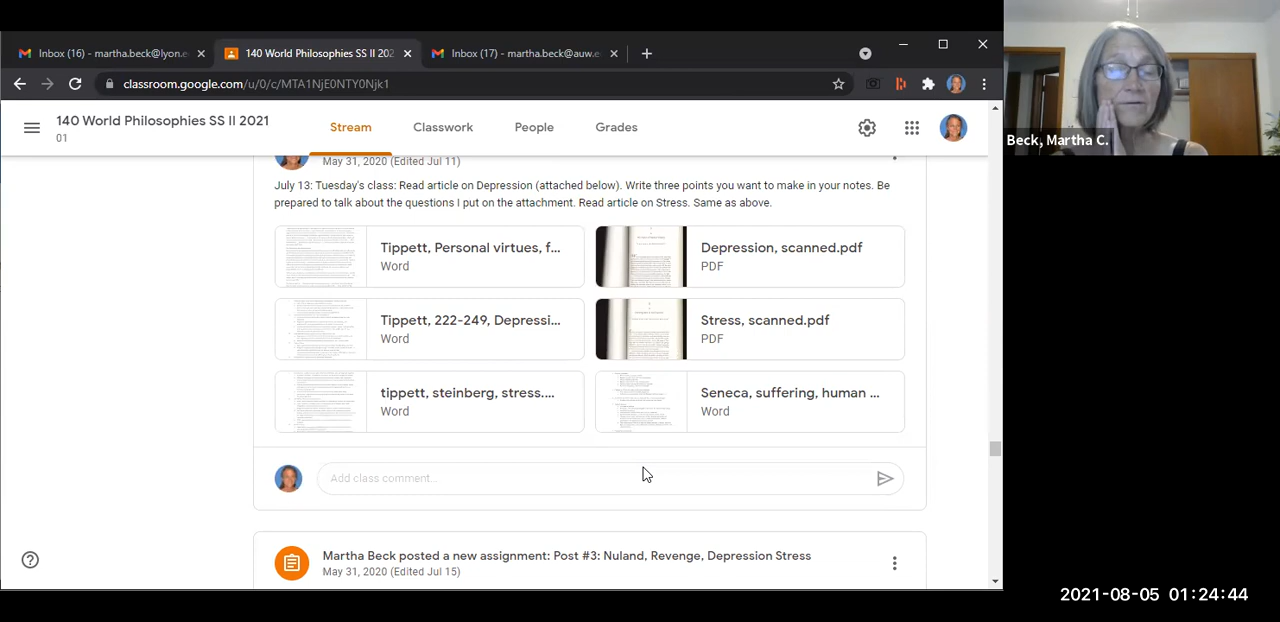 Inbox (16) - martha.beck@lyon.e
140 World Philosophies SS II 202
Inbox (17) - martha.beck@auw.e
classroom.google.com/u/0/c/MTA1NjE0NTY0Njk1
140 World Philosophies SS II 2021
01
Stream
Classwork
People
Grades
Beck, Martha C.
May 31, 2020 (Edited Jul 11)
July 13: Tuesday's class: Read article on Depression (attached below). Write three points you want to make in your notes. Be
prepared to talk about the questions I put on the attachment. Read article on Stress. Same as above.
Tippett, Personal virtues, f...
Word
Depression, scanned.pdf
PDF
Tippett, 222-230 Depressi...
Word
Stress, scanned.pdf
PDF
tippett, steinberg, stress....
Word
Seneca, suffering, human ...
Word
Add class comment...
Martha Beck posted a new assignment: Post #3: Nuland, Revenge, Depression Stress
May 31, 2020 (Edited Jul 15)
2021-08-05 01:24:44